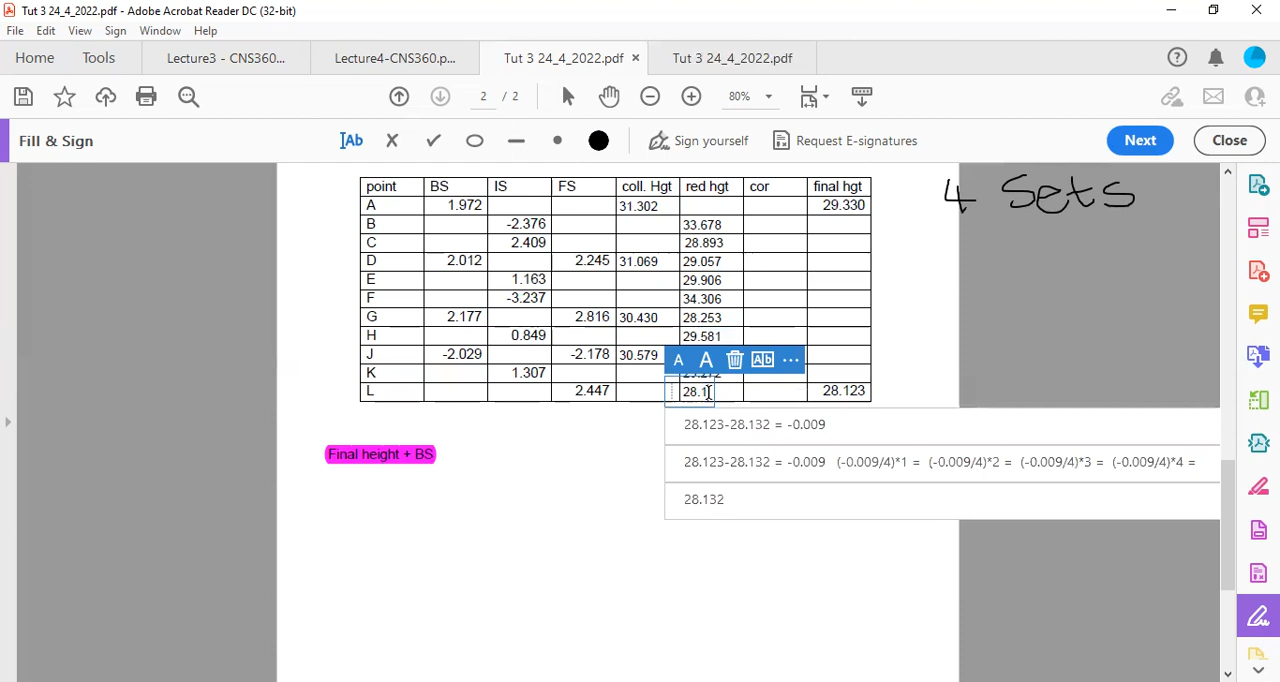 Tut 3 24_4_2022.pdf - Adobe Acrobat Reader DC (32-bit)
File Edit View Sign Window Help
Home Tools Lecture3 - CNS360... Lecture4-CNS360.p... Tut 3 24_4_2022.pdf × Tut 3 24_4_2022.pdf
2 / 2 80%
Fill & Sign Ab Sign yourself Request E-signatures Next Close
point BS IS FS coll. Hgt red hgt cor final hgt
A 1.972 31.302 29.330
B -2.376 33.678
C 2.409 28.893
D 2.012 2.245 31.069 29.057
E 1.163 29.906
F -3.237 34.306
G 2.177 2.816 30.430 28.253
H 0.849 29.581
J -2.029 -2.178 30.579
A A Ab ...
K 1.307
L 2.447 28.1 28.123
4 sets
28.123-28.132 = -0.009
Final height + BS
28.123-28.132 = -0.009 (-0.009/4)*1 = (-0.009/4)*2 = (-0.009/4)*3 = (-0.009/4)*4 =
28.132